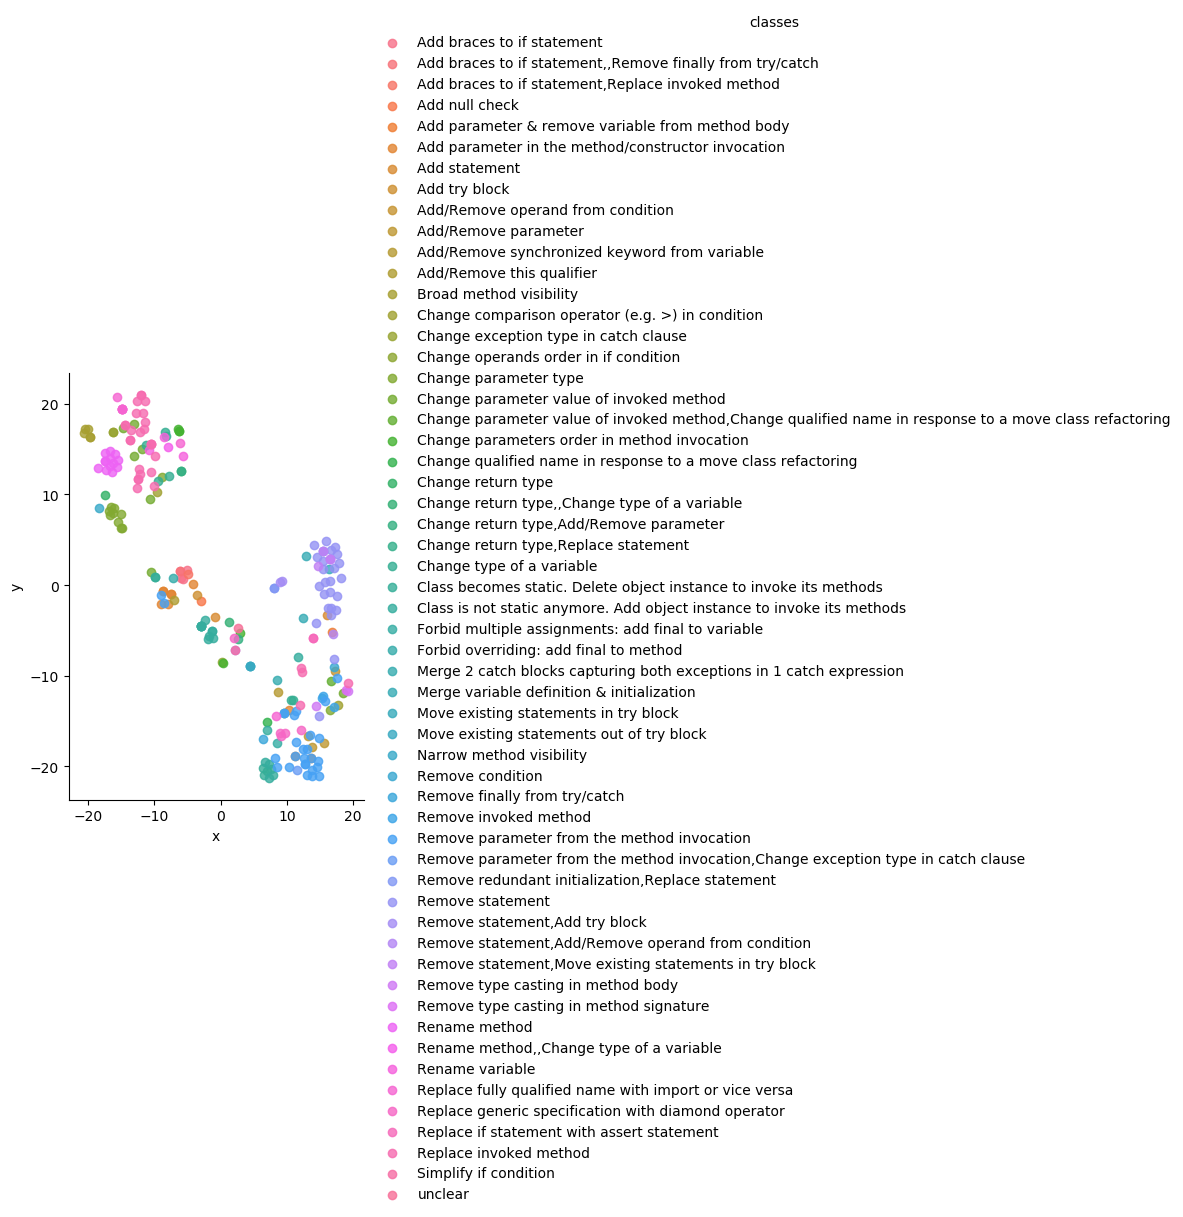 classes
Add braces to if statement
Add braces to if statement,,Remove finally from try/catch
Add braces to if statement,Replace invoked method
Add null check
Add parameter & remove variable from method body
Add parameter in the method/constructor invocation
Add statement
Add try block
Add/Remove operand from condition
Add/Remove parameter
Add/Remove synchronized keyword from variable
Add/Remove this qualifier
Broad method visibility
Change comparison operator (e.g. >) in condition
Change exception type in catch clause
Change operands order in if condition
Change parameter type
Change parameter value of invoked method
Change parameter value of invoked method,Change qualified name in response to a move class refactoring
Change parameters order in method invocation
Change qualified name in response to a move class refactoring
Change return type
Change return type,,Change type of a variable
Change return type,Add/Remove parameter
Change return type,Replace statement
Change type of a variable
Class becomes static. Delete object instance to invoke its methods
Class is not static anymore. Add object instance to invoke its methods
Forbid multiple assignments: add final to variable
Forbid overriding: add final to method
Merge 2 catch blocks capturing both exceptions in 1 catch expression
Merge variable definition & initialization
Move existing statements in try block
Move existing statements out of try block
Narrow method visibility
Remove condition
Remove finally from try/catch
Remove invoked method
Remove parameter from the method invocation
Remove parameter from the method invocation,Change exception type in catch clause
Remove redundant initialization,Replace statement
Remove statement
Remove statement,Add try block
Remove statement,Add/Remove operand from condition
Remove statement,Move existing statements in try block
Remove type casting in method body
Remove type casting in method signature
Rename method
Rename method,,Change type of a variable
Rename variable
Replace fully qualified name with import or vice versa
Replace generic specification with diamond operator
Replace if statement with assert statement
Replace invoked method
Simplify if condition
unclear
20
10
0
−10
−20
y
−20 −10 0 10 20
x